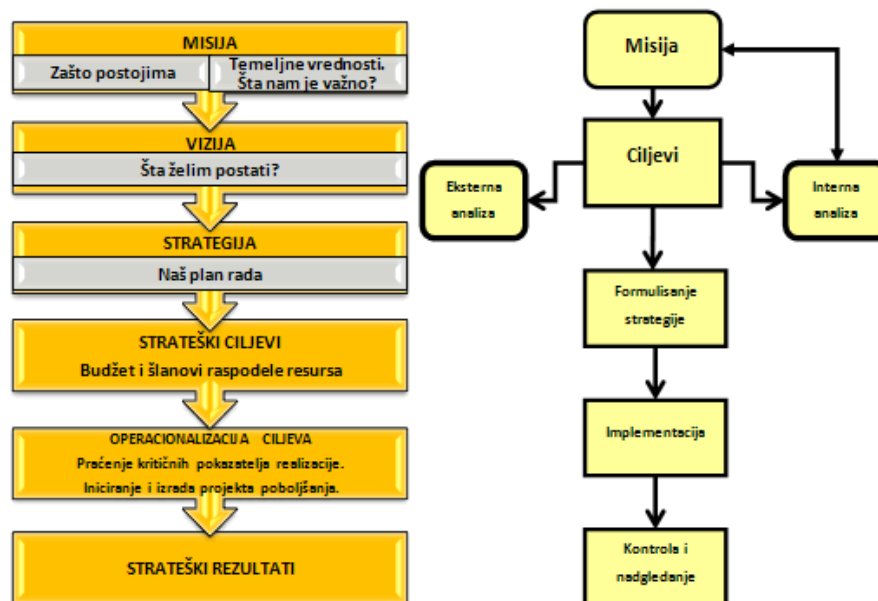 MISIJA
Zašto postojima
Temeljne vrednosti.
Šta nam je važno?
VIZIJA
Šta želim postati?
STRATEGIJA
Naš plan rada
STRATEŠKI CILJEVI
Budžet i šlanovi raspodele resursa
OPERACIONALIZACIJA CILJEVA
Praćenje kritičnih pokazatelja realizacije.
Iniciranje i izrada projekta poboljšanja.
STRATEŠKI REZULTATI
Misija
Ciljevi
Eksterna
analiza
Interna
analiza
Formulisanje
strategije
Implementacija
Kontrola i
nadgledanje